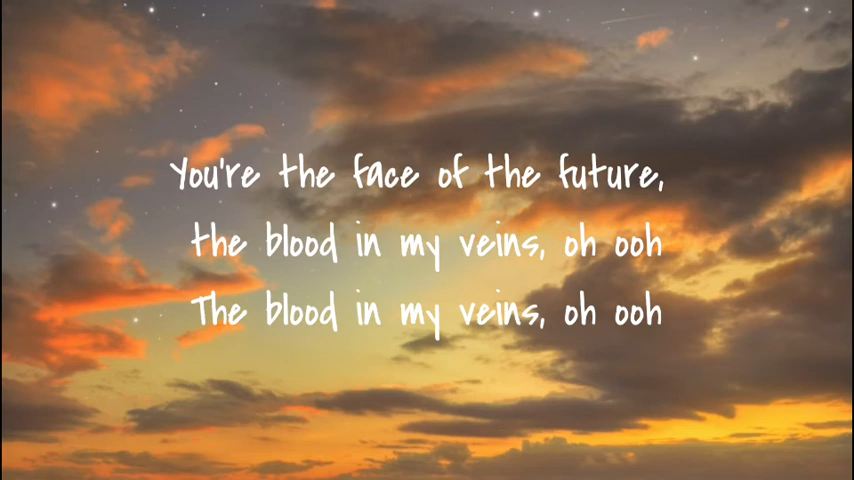 You're the face of the future,
the blood in my veins, oh ooh
The blood in my veins, oh ooh